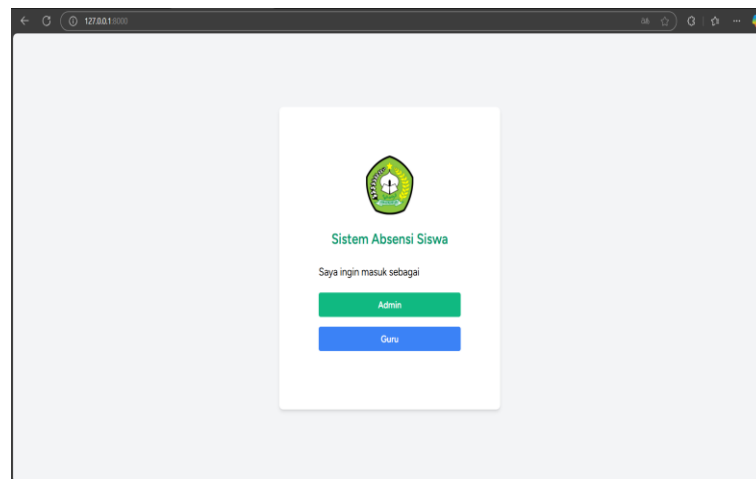 127.0.0.1:8000
Sistem Absensi Siswa
Saya ingin masuk sebagai
Admin
Guru